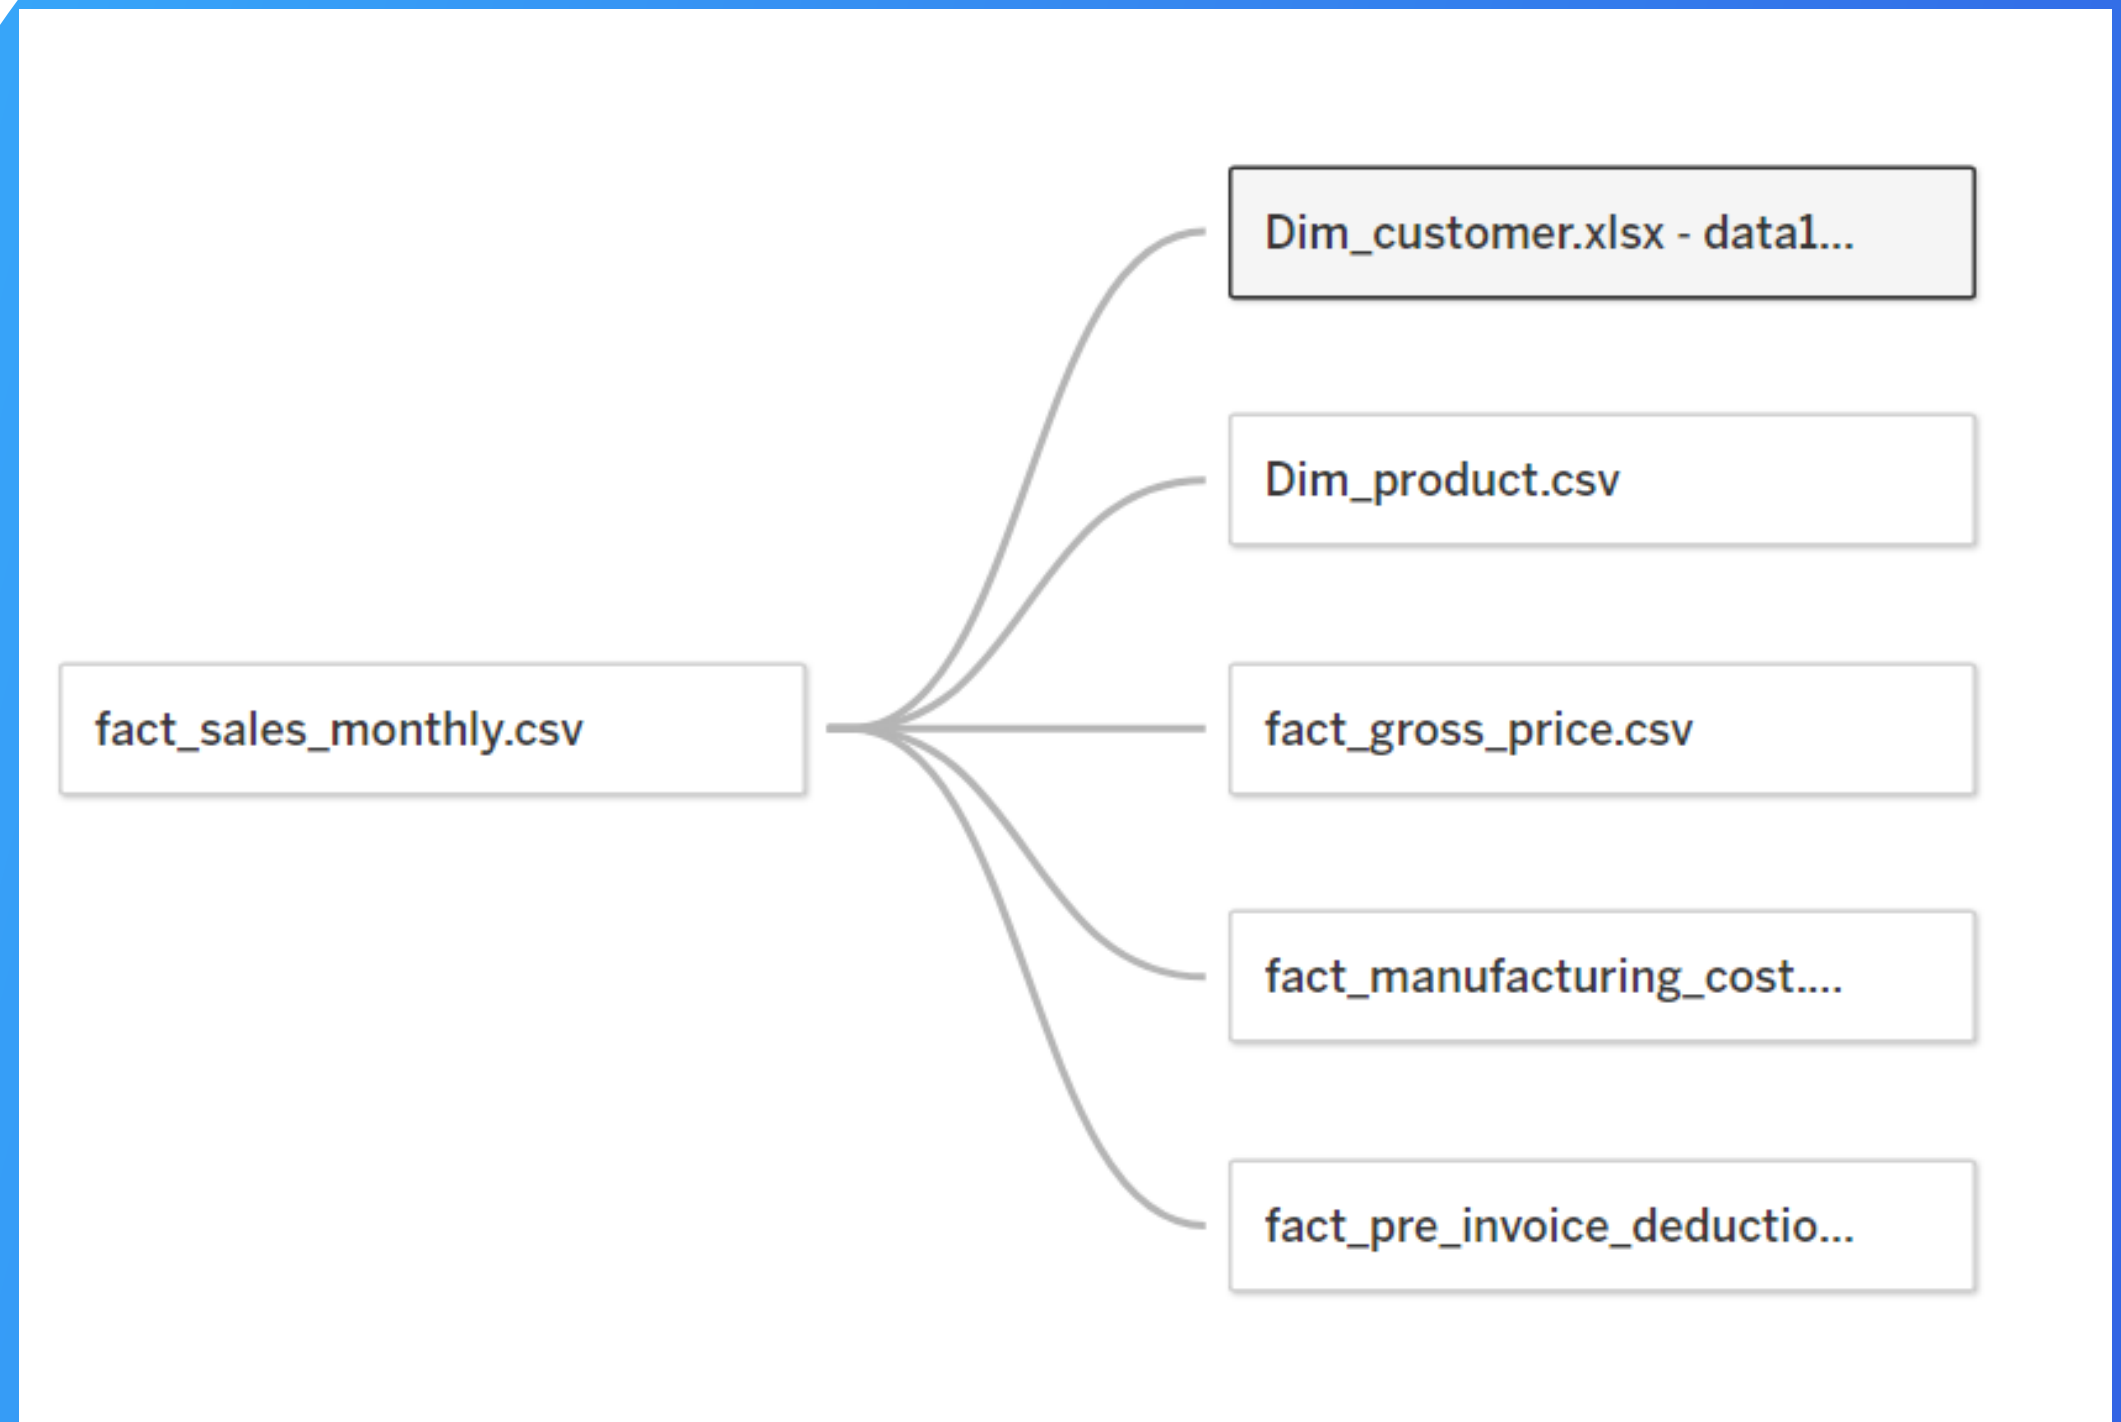 Dim_customer.xlsx - data1...
Dim_product.csv
fact_sales_monthly.csv
fact_gross_price.csv
fact_manufacturing_cost....
fact_pre_invoice_deductio...